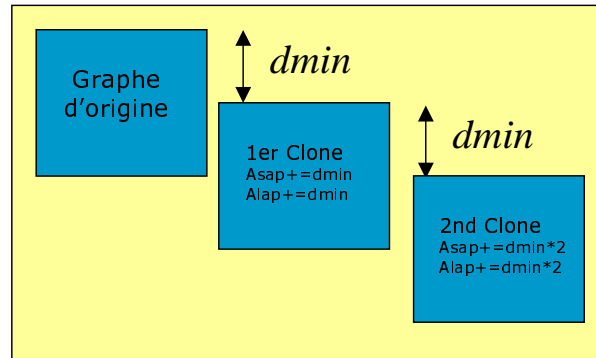 Graphe
d'origine
dmin
1er Clone
Asap+=dmin
Alap+=dmin
dmin
2nd Clone
Asap+=dmin*2
Alap+=dmin*2